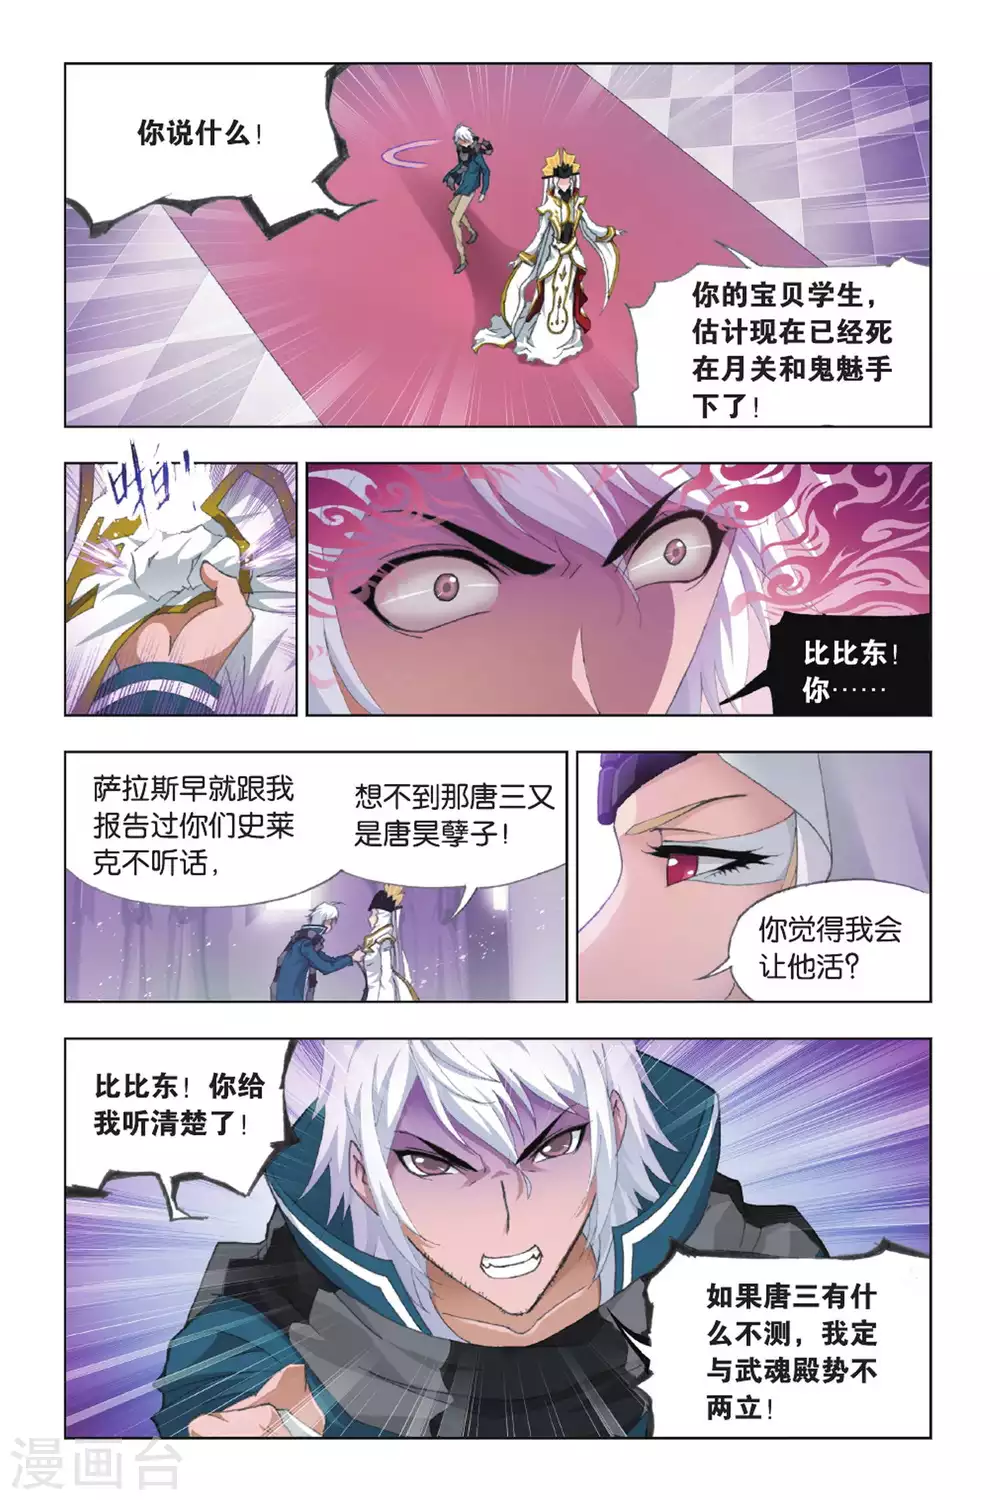 你说什么！
你的宝贝学生，
估计现在已经死
在月关和鬼魅手
下了！
啪！
比比东！
你……
萨拉斯早就跟我
报告过你们史莱
克不听话，
想不到那唐三又
是唐昊孽子！
你觉得我会
让他活？
比比东！你给
我听清楚了！
如果唐三有什
么不测，我定
与武魂殿势不
两立！
漫画台